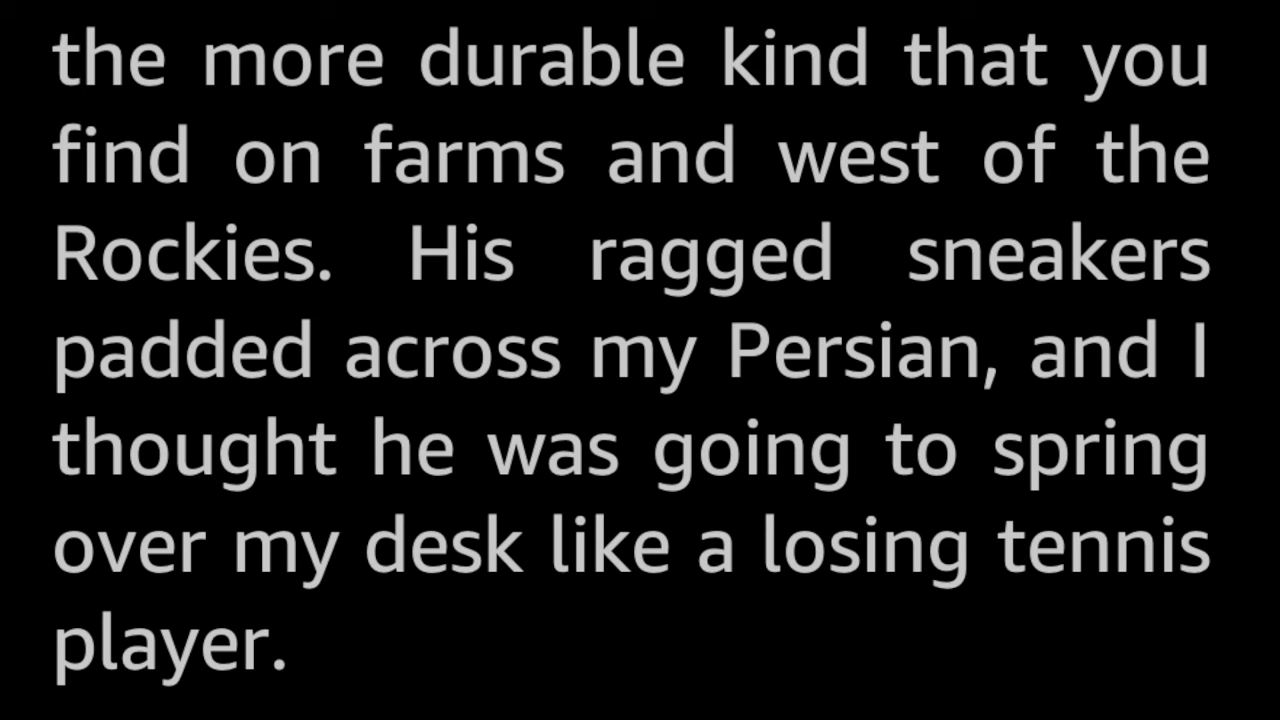 the more durable kind that you
find on farms and west of the
Rockies. His ragged sneakers
padded across my Persian, and I
thought he was going to spring
over my desk like a losing tennis
player.